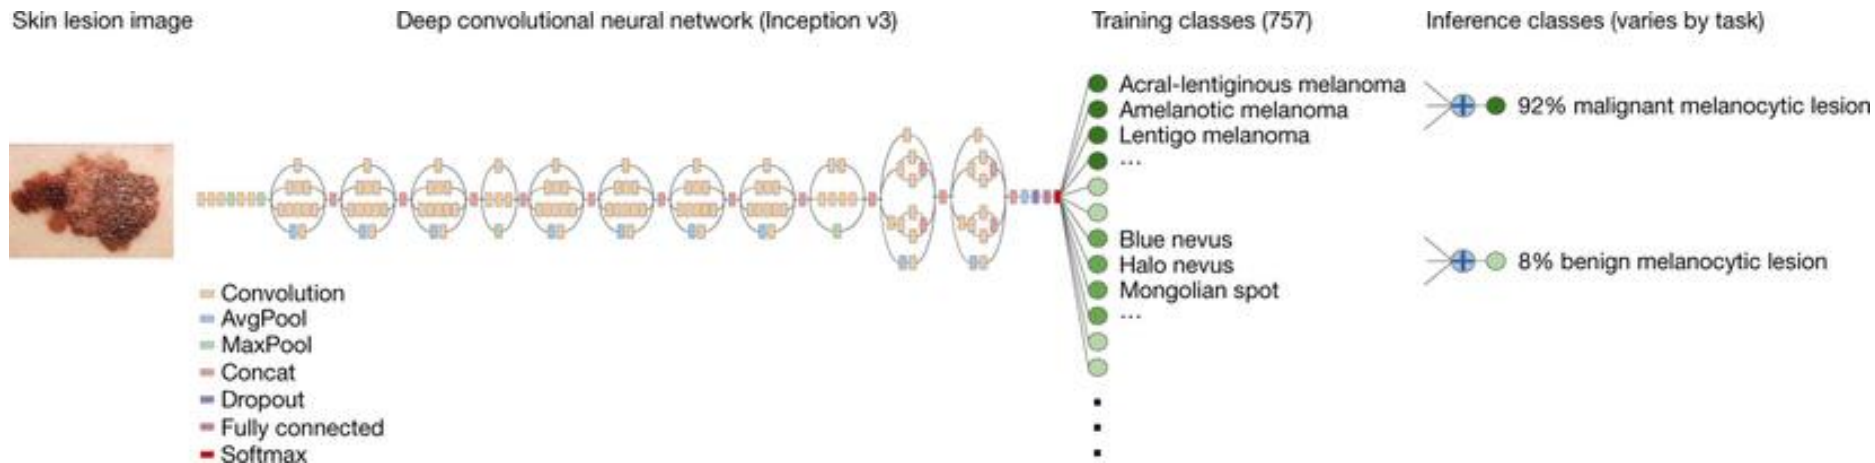 Skin lesion image
Deep convolutional neural network (Inception v3)
Training classes (757)
Inference classes (varies by task)
Acral-lentiginous melanoma
Amelanotic melanoma
Lentigo melanoma
...
Blue nevus
Halo nevus
Mongolian spot
...
92% malignant melanocytic lesion
8% benign melanocytic lesion
Convolution
AvgPool
MaxPool
Concat
Dropout
Fully connected
Softmax